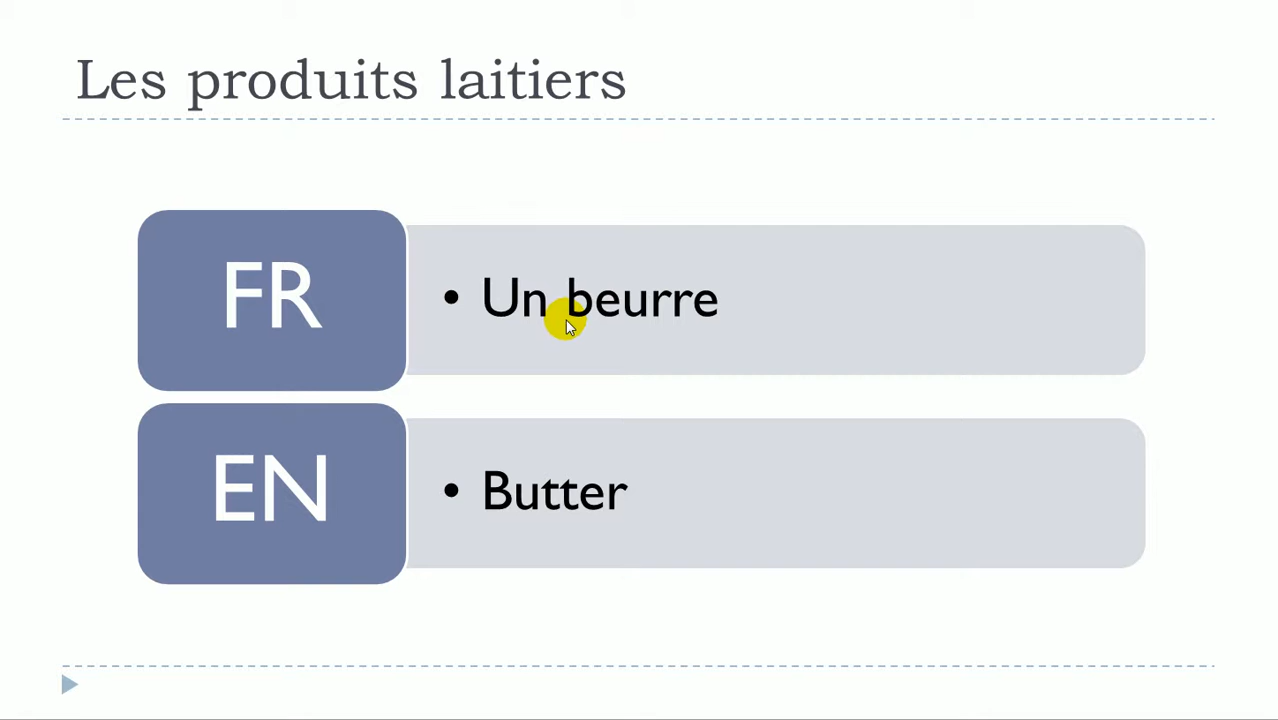 Les produits laitiers
FR
• Un beurre
EN
• Butter